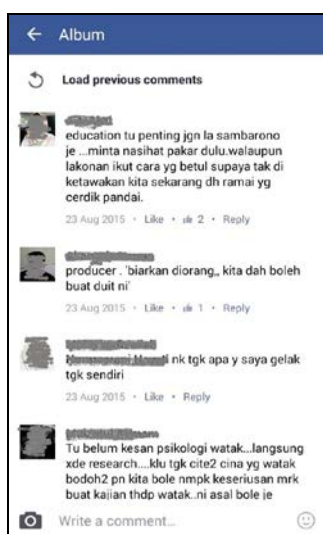 Album
Load previous comments
education tu penting jgn la sambarono
je ...minta nasihat pakar dulu.walaupun
lakonan ikut cara yg betul supaya tak di
ketawakan kita sekarang dh ramai yg
cerdik pandai.
23 Aug 2015 • Like • 2 • Reply
producer . 'biarkan diorang,, kita dah boleh
buat duit ni'
23 Aug 2015 • Like • 1 • Reply
nk tgk apa y saya gelak
tgk sendiri
23 Aug 2015 • Like • Reply
Tu belum kesan psikologi watak...langsung
xde research....klu tgk cite2 cina yg watak
bodoh2 pn kita bole nmpk keseriusan mrk
buat kajian thdp watak..ni asal bole je
Write a comment...